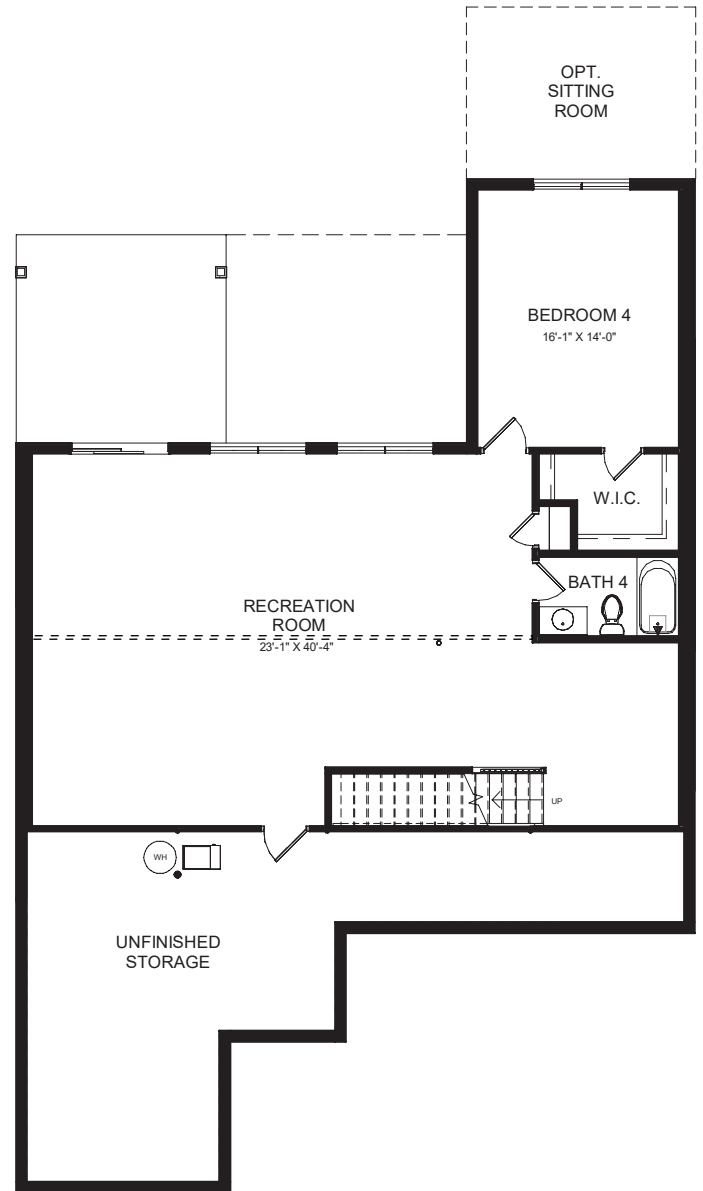 OPT.
SITTING
ROOM
BEDROOM 4
16'-1" X 14'-0"
W.I.C.
BATH 4
RECREATION
ROOM
23'-1" X 40'-4"
UP
WH
UNFINISHED
STORAGE